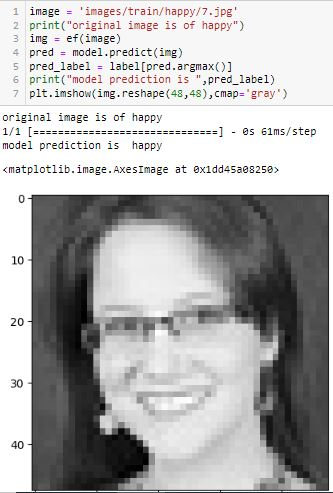 1 image = 'images/train/happy/7.jpg'
2 print("original image is of happy")
3 img = ef(image)
4 pred = model.predict(img)
5 pred_label = label[pred.argmax()]
6 print("model prediction is ",pred_label)
7 plt.imshow(img.reshape(48,48),cmap='gray')
original image is of happy
1/1 [==============================] - 0s 61ms/step
model prediction is  happy
<matplotlib.image.AxesImage at 0x1dd45a08250>
0
10
20
30
40